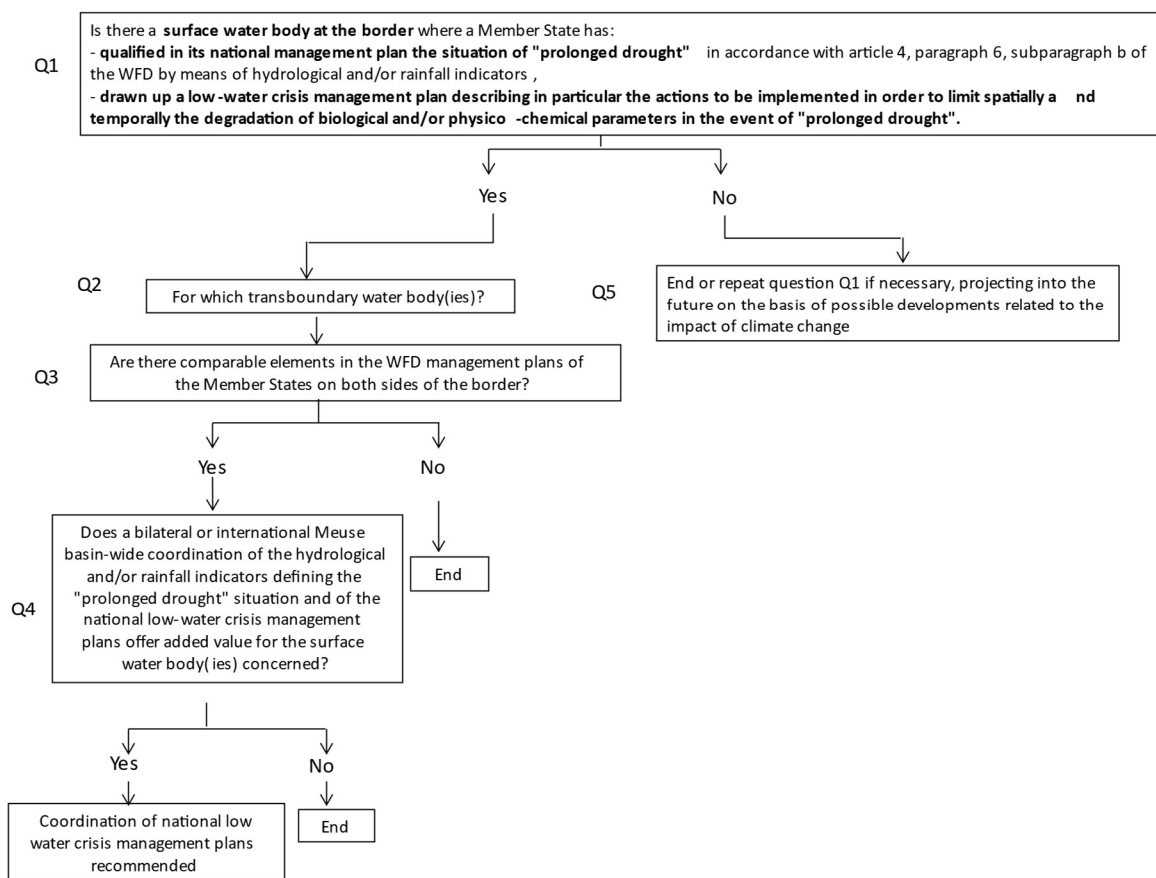 Is there a surface water body at the border where a Member State has:
- qualified in its national management plan the situation of "prolonged drought" in accordance with article 4, paragraph 6, subparagraph b of
Q1
the WFD by means of hydrological and/or rainfall indicators ,
- drawn up a low -water crisis management plan describing in particular the actions to be implemented in order to limit spatially a nd
temporally the degradation of biological and/or physico -chemical parameters in the event of "prolonged drought".
Yes
No
Q2
For which transboundary water body(ies)?
Q5
End or repeat question Q1 if necessary, projecting into the
future on the basis of possible developments related to the
impact of climate change
Q3
Are there comparable elements in the WFD management plans of
the Member States on both sides of the border?
Yes
No
Q4
Does a bilateral or international Meuse
basin-wide coordination of the hydrological
and/or rainfall indicators defining the
"prolonged drought" situation and of the
national low-water crisis management
plans offer added value for the surface
water body( ies) concerned?
End
Yes
No
Coordination of national low
water crisis management plans
recommended
End